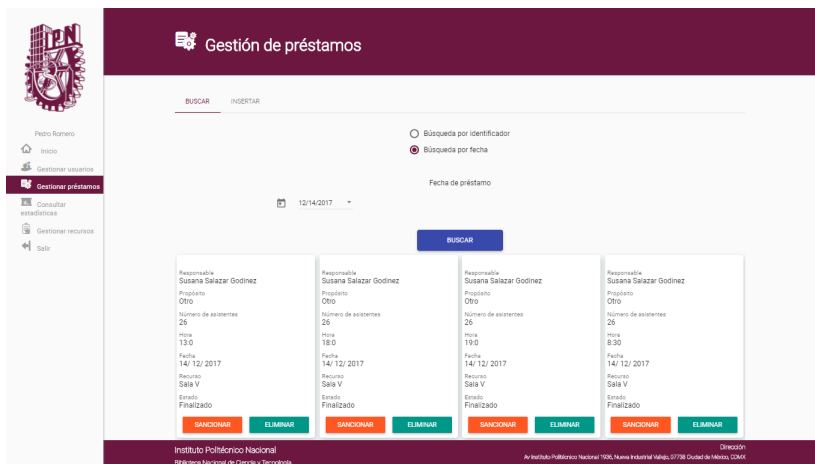 IPN
Gestión de préstamos
BUSCAR INSERTAR
Pedro Romero
Inicio
Gestionar usuarios
Gestionar préstamos
Consultar
estadísticas
Gestionar recursos
Salir
Búsqueda por identificador
Búsqueda por fecha
Fecha de préstamo
12/14/2017
BUSCAR
Responsable
Susana Salazar Godinez
Propósito
Otro
Número de asistentes
26
Hora
13:0
Fecha
14/ 12/ 2017
Recurso
Sala V
Estado
Finalizado
SANCIONAR ELIMINAR
Responsable
Susana Salazar Godinez
Propósito
Otro
Número de asistentes
26
Hora
18:0
Fecha
14/ 12/ 2017
Recurso
Sala V
Estado
Finalizado
SANCIONAR ELIMINAR
Responsable
Susana Salazar Godinez
Propósito
Otro
Número de asistentes
26
Hora
19:0
Fecha
14/ 12/ 2017
Recurso
Sala V
Estado
Finalizado
SANCIONAR ELIMINAR
Responsable
Susana Salazar Godinez
Propósito
Otro
Número de asistentes
26
Hora
8:30
Fecha
14/ 12/ 2017
Recurso
Sala V
Estado
Finalizado
SANCIONAR ELIMINAR
Instituto Politécnico Nacional
Biblioteca Nacional de Ciencia y Tecnología
Dirección
Av Instituto Politécnico Nacional 1936, Nueva Industrial Vallejo, 07738 Ciudad de México, CDMX